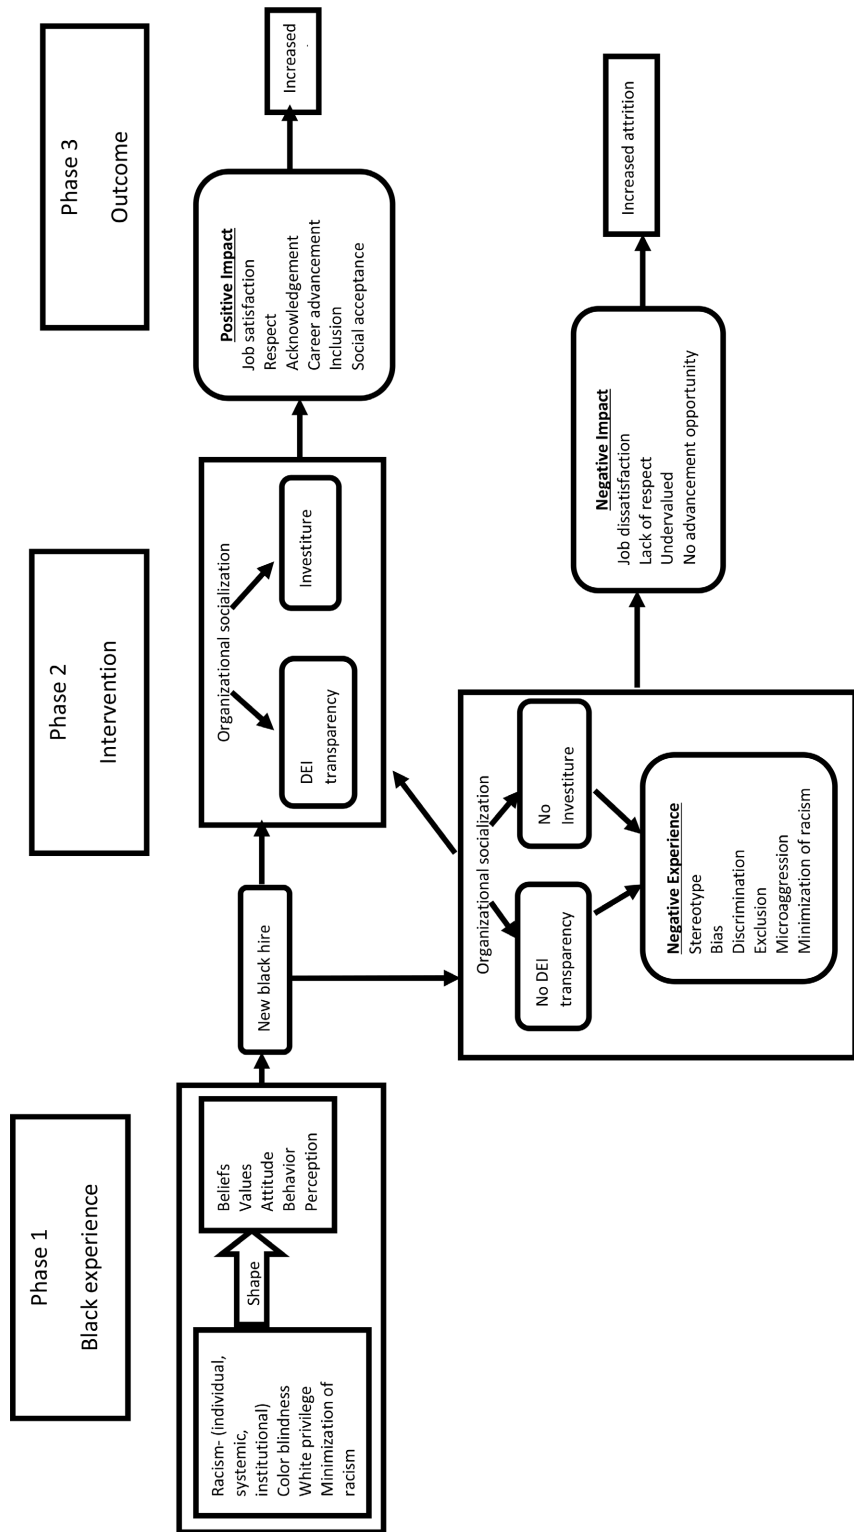 Phase 1
Black experience
Phase 2
Intervention
Phase 3
Outcome
Racism- (individual,
systemic,
institutional)
Color blindness
White privilege
Minimization of
racism
Shape
Beliefs
Values
Attitude
Behavior
Perception
New black hire
Organizational socialization
DEI
transparency
Investiture
Positive Impact
Job satisfaction
Respect
Acknowledgement
Career advancement
Inclusion
Social acceptance
Increased
Organizational socialization
No DEI
transparency
No
Investiture
Negative Experience
Stereotype
Bias
Discrimination
Exclusion
Microaggression
Minimization of racism
Negative Impact
Job dissatisfaction
Lack of respect
Undervalued
No advancement opportunity
Increased attrition